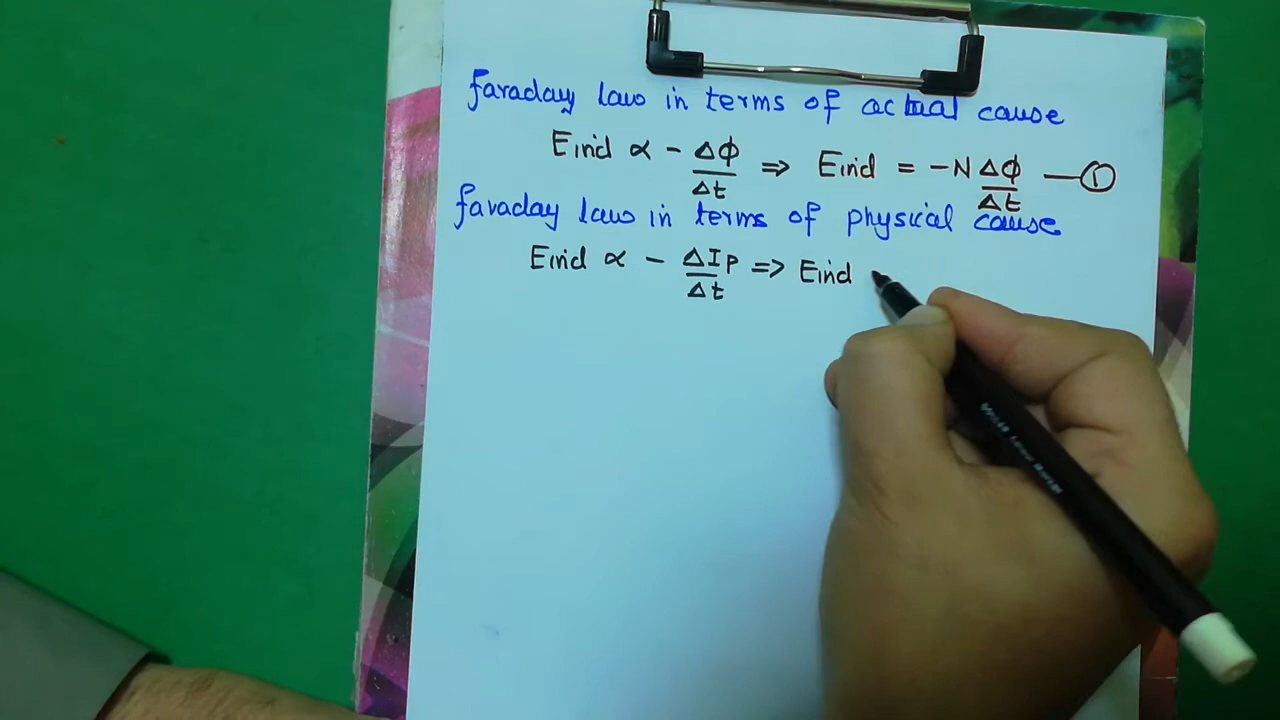 faraday law in terms of actual cause
Eind ∝ - Δϕ/Δt ⇒ Eind = -N Δϕ/Δt —①
faraday law in terms of physical cause
Eind ∝ - ΔIp/Δt => Eind